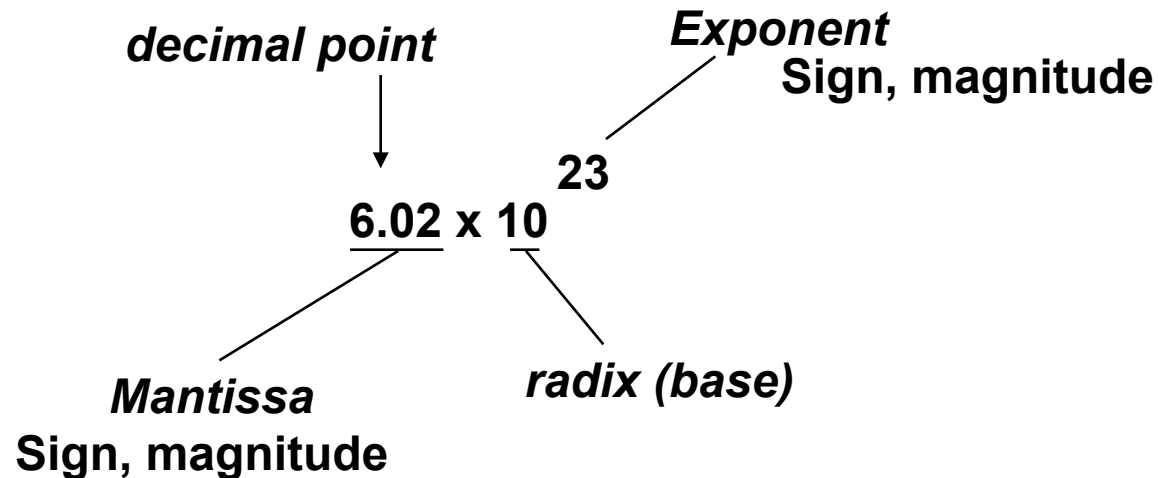 decimal point
Exponent
Sign, magnitude
23
6.02 x 10
Mantissa
Sign, magnitude
radix (base)